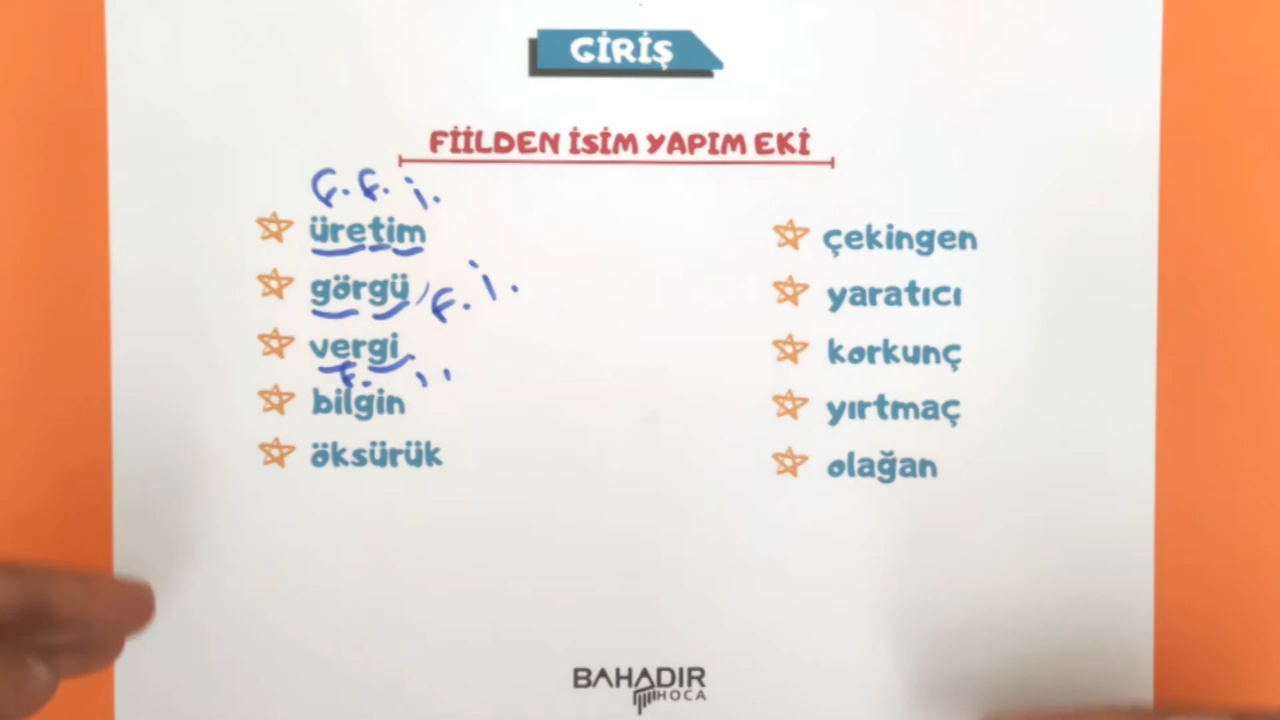 GİRİŞ
FİİLDEN İSİM YAPIM EKİ
F. F. İ.
üretim
görgü
F. İ.
vergi
F. İ.
bilgin
öksürük
çekingen
yaratıcı
korkunç
yırtmaç
olağan
BAHADIR
HOCA